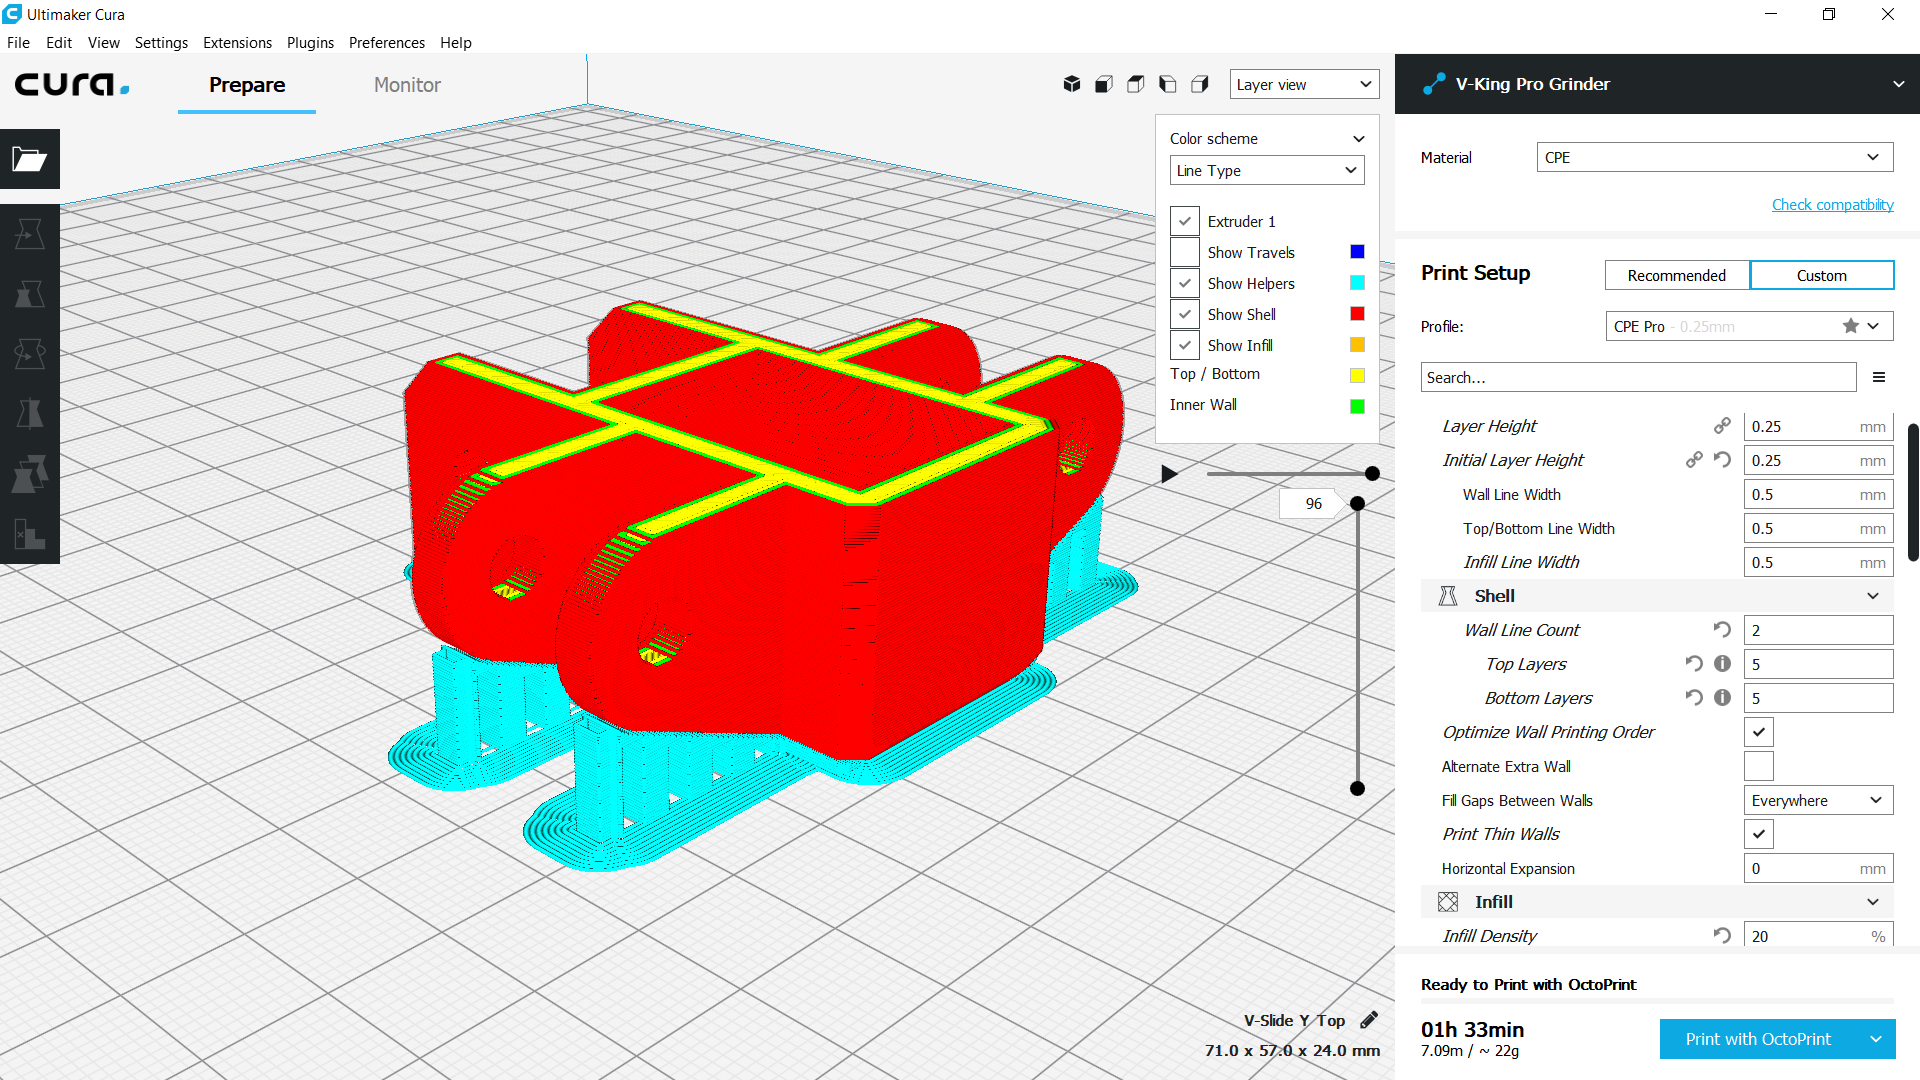 Ultimaker Cura
File Edit View Settings Extensions Plugins Preferences Help
cura.
Prepare
Monitor
Layer view
Color scheme
Line Type
Extruder 1
Show Travels
Show Helpers
Show Shell
Show Infill
Top / Bottom
Inner Wall
96
V-Slide Y Top
71.0 x 57.0 x 24.0 mm
V-King Pro Grinder
Material CPE
Check compatibility
Print Setup Recommended Custom
Profile: CPE Pro - 0.25mm
Search...
Layer Height 0.25 mm
Initial Layer Height 0.25 mm
Wall Line Width 0.5 mm
Top/Bottom Line Width 0.5 mm
Infill Line Width 0.5 mm
Shell
Wall Line Count 2
Top Layers 5
Bottom Layers 5
Optimize Wall Printing Order
Alternate Extra Wall
Fill Gaps Between Walls Everywhere
Print Thin Walls
Horizontal Expansion 0 mm
Infill
Infill Density 20 %
Ready to Print with OctoPrint
01h 33min
7.09m / ~ 22g
Print with OctoPrint